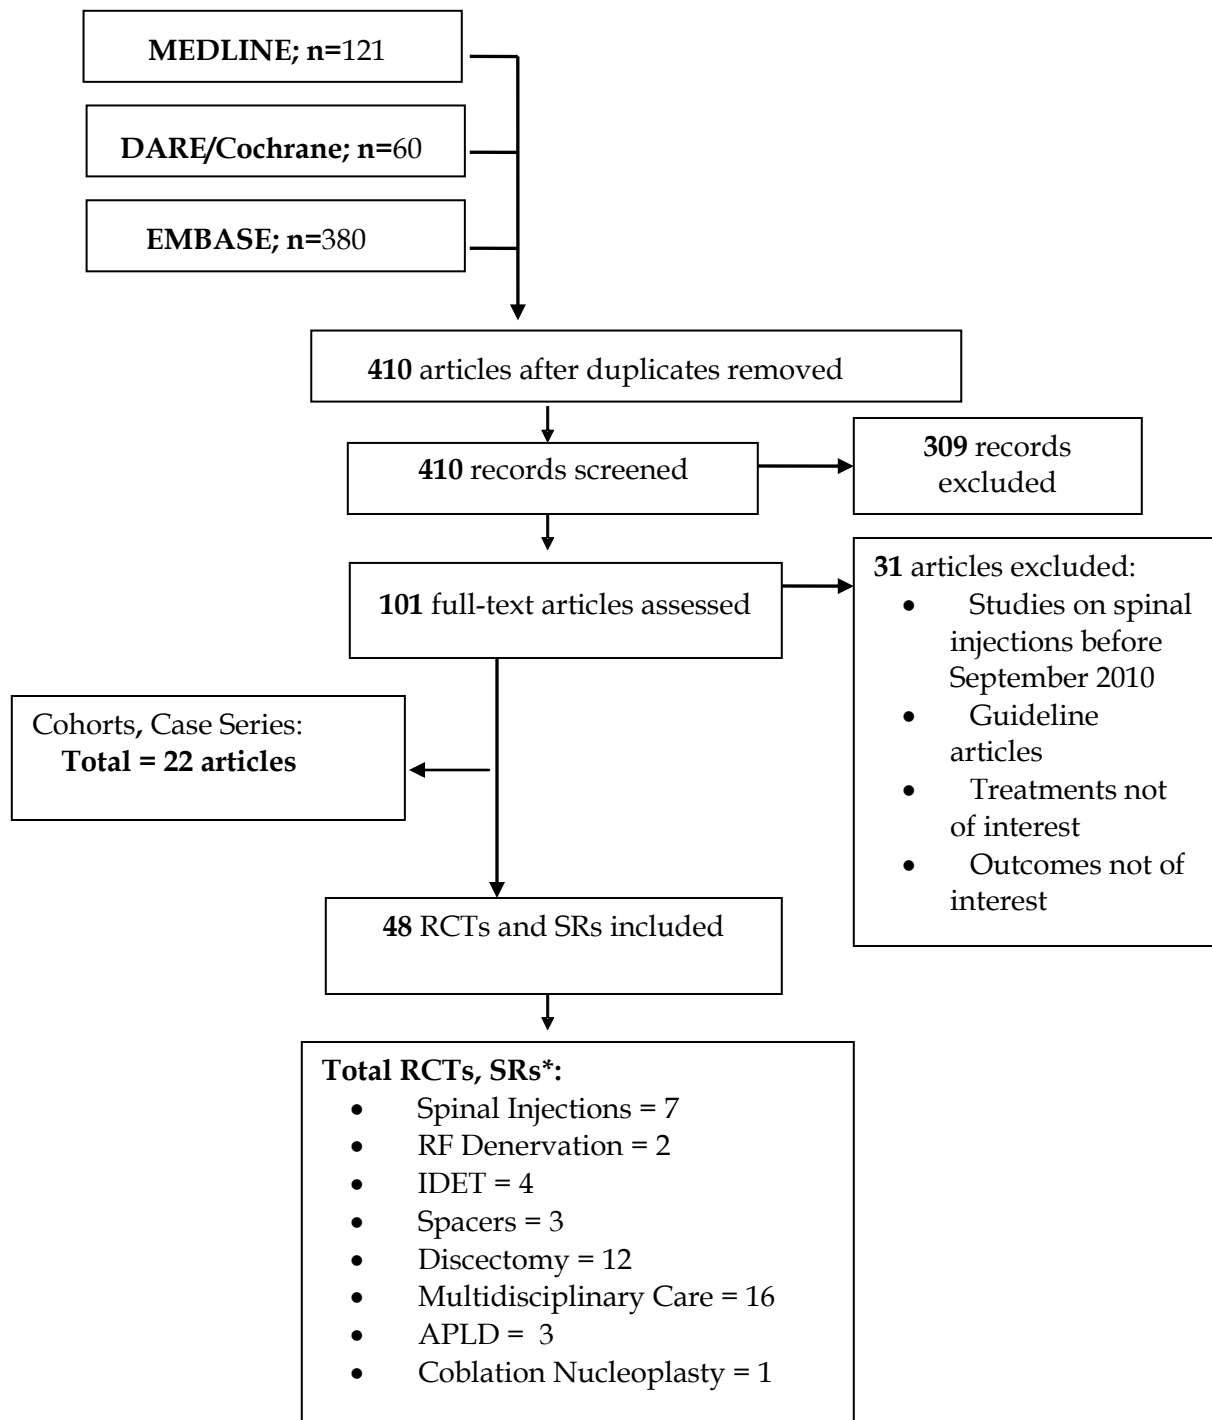 MEDLINE; n=121
DARE/Cochrane; n=60
EMBASE; n=380
410 articles after duplicates removed
410 records screened
309 records
excluded
101 full-text articles assessed
31 articles excluded:
• Studies on spinal
injections before
September 2010
• Guideline
articles
• Treatments not
of interest
• Outcomes not of
interest
Cohorts, Case Series:
Total = 22 articles
48 RCTs and SRs included
Total RCTs, SRs*:
• Spinal Injections = 7
• RF Denervation = 2
• IDET = 4
• Spacers = 3
• Discectomy = 12
• Multidisciplinary Care = 16
• APLD = 3
• Coblation Nucleoplasty = 1